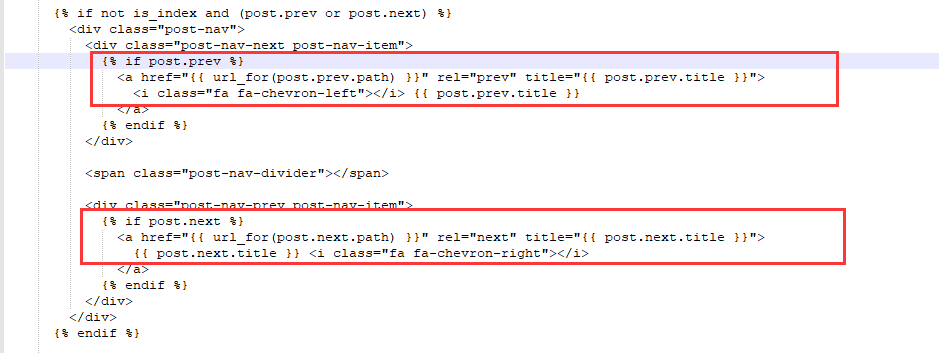 {% if not is_index and (post.prev or post.next) %}
<div class="post-nav">
<div class="post-nav-next post-nav-item">
{% if post.prev %}
<a href="{{ url_for(post.prev.path) }}" rel="prev" title="{{ post.prev.title }}">
<i class="fa fa-chevron-left"></i> {{ post.prev.title }}
</a>
{% endif %}
</div>
<span class="post-nav-divider"></span>
<div class="post-nav-prev post-nav-item">
{% if post.next %}
<a href="{{ url_for(post.next.path) }}" rel="next" title="{{ post.next.title }}">
{{ post.next.title }} <i class="fa fa-chevron-right"></i>
</a>
{% endif %}
</div>
</div>
{% endif %}